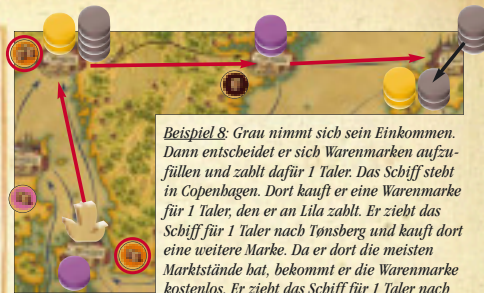 Beispiel 8: Grau nimmt sich sein Einkommen.
Dann entscheidet er sich Warenmarken aufzu-
füllen und zahlt dafür 1 Taler. Das Schiff steht
in Copenhagen. Dort kauft er eine Warenmarke
für 1 Taler, den er an Lila zahlt. Er zieht das
Schiff für 1 Taler nach Tønsberg und kauft dort
eine weitere Marke. Da er dort die meisten
Marktstände hat, bekommt er die Warenmarke
kostenlos. Er zieht das Schiff für 1 Taler nach